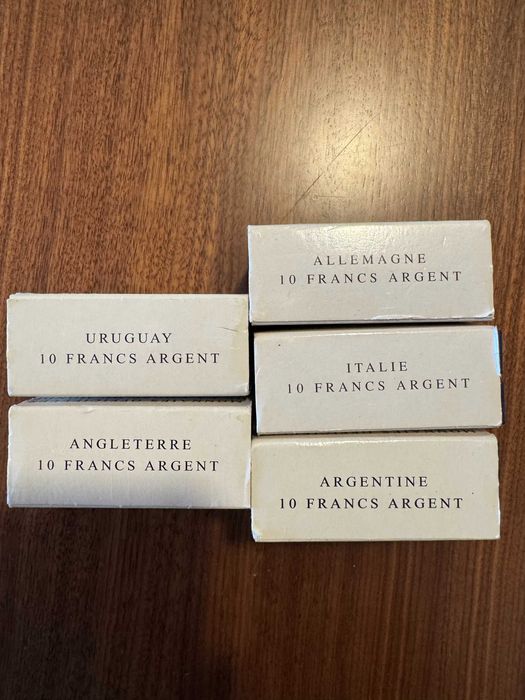 URUGUAY
10 FRANCS ARGENT
ANGLETERRE
10 FRANCS ARGENT
ALLEMAGNE
10 FRANCS ARGENT
ITALIE
10 FRANCS ARGENT
ARGENTINE
10 FRANCS ARGENT